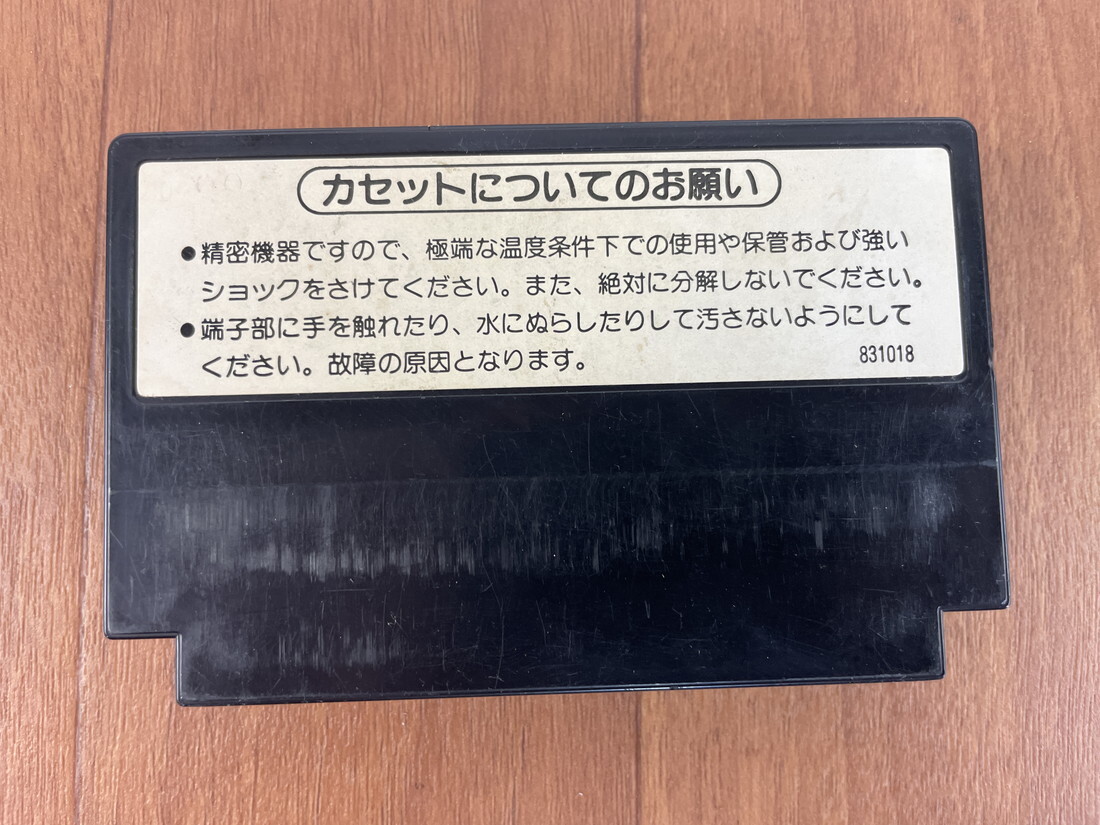 カセットについてのお願い
●精密機器ですので、極端な温度条件下での使用や保管および強い
ショックをさけてください。また、絶対に分解しないでください。
●端子部に手を触れたり、水にぬらしたりして汚さないようにして
ください。故障の原因となります。
831018